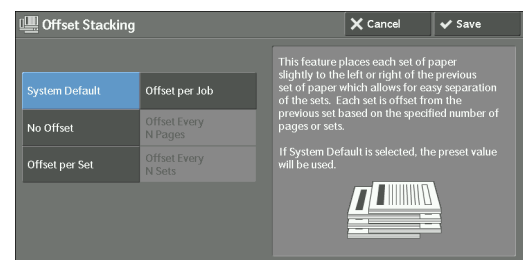 Offset Stacking
Cancel
Save
System Default
Offset per Job
No Offset
Offset Every
N Pages
Offset per Set
Offset Every
N Sets
This feature places each set of paper
slightly to the left or right of the previous
set of paper which allows for easy separation
of the sets. Each set is offset from the
previous set based on the specified number of
pages or sets.
If System Default is selected, the preset value
will be used.